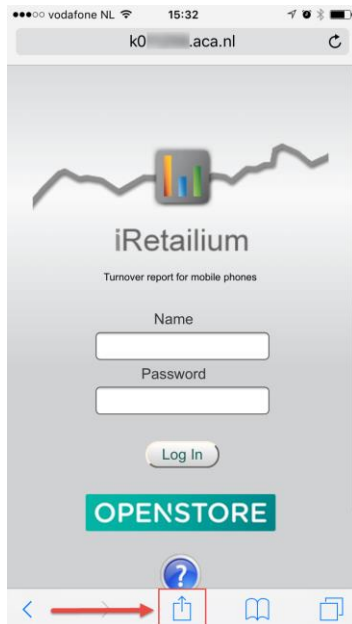 vodafone NL 15:32
k0 .aca.nl
iRetailium
Turnover report for mobile phones
Name
Password
Log In
OPENSTORE
?